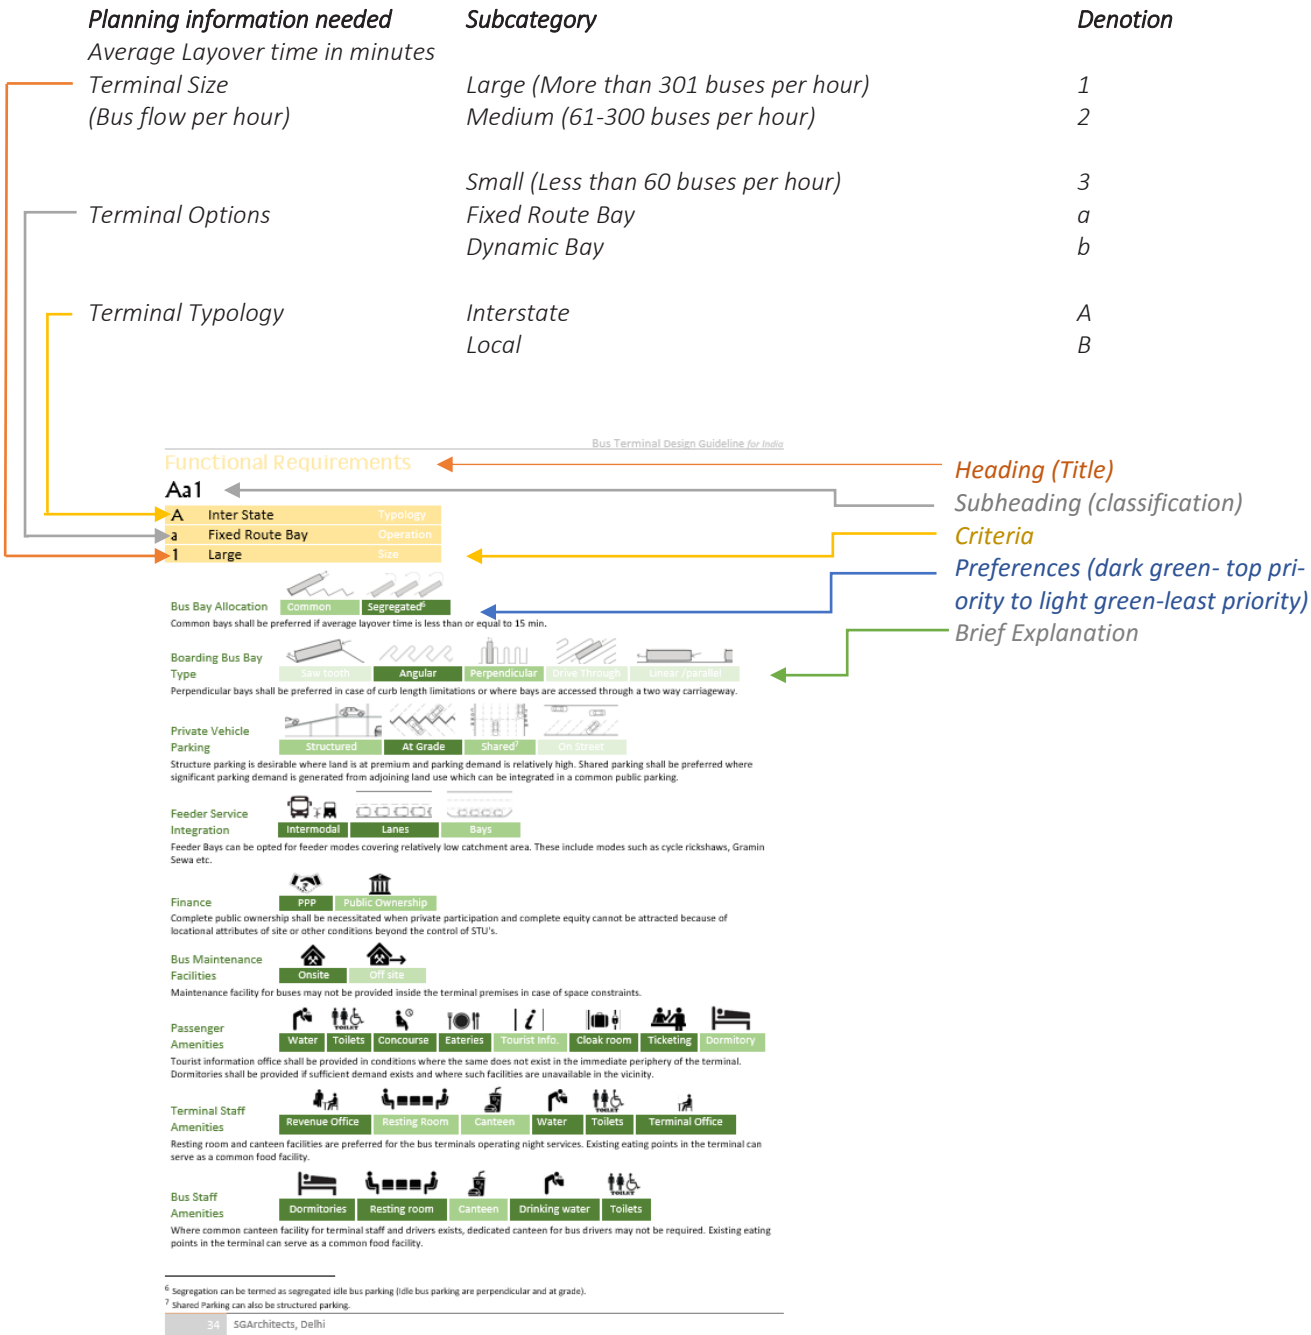 Planning information needed Subcategory Denotion
Average Layover time in minutes
Terminal Size Large (More than 301 buses per hour) 1
(Bus flow per hour) Medium (61-300 buses per hour) 2
Small (Less than 60 buses per hour) 3
Terminal Options Fixed Route Bay a
Dynamic Bay b
Terminal Typology Interstate A
Local B
Bus Terminal Design Guideline for India
Functional Requirements
Heading (Title)
Aa1
Subheading (classification)
A Inter State Typology
a Fixed Route Bay Operation
Criteria
1 Large Size
Preferences (dark green- top pri-
ority to light green-least priority)
Bus Bay Allocation Common Segregated6
Common bays shall be preferred if average layover time is less than or equal to 15 min.
Brief Explanation
Boarding Bus Bay
Type Saw tooth Angular Perpendicular Drive Through Linear /parallel
Perpendicular bays shall be preferred in case of curb length limitations or where bays are accessed through a two way carriageway.
Private Vehicle
Parking Structured At Grade Shared7 On Street
Structure parking is desirable where land is at premium and parking demand is relatively high. Shared parking shall be preferred where
significant parking demand is generated from adjoining land use which can be integrated in a common public parking.
Feeder Service
Integration Intermodal Lanes Bays
Feeder Bays can be opted for feeder modes covering relatively low catchment area. These include modes such as cycle rickshaws, Gramin
Sewa etc.
Finance PPP Public Ownership
Complete public ownership shall be necessitated when private participation and complete equity cannot be attracted because of
locational attributes of site or other conditions beyond the control of STU's.
Bus Maintenance
Facilities Onsite Off site
Maintenance facility for buses may not be provided inside the terminal premises in case of space constraints.
TOILET
Passenger
Amenities Water Toilets Concourse Eateries Tourist Info. Cloak room Ticketing Dormitory
Tourist information office shall be provided in conditions where the same does not exist in the immediate periphery of the terminal.
Dormitories shall be provided if sufficient demand exists and where such facilities are unavailable in the vicinity.
TOILET
Terminal Staff
Amenities Revenue Office Resting Room Canteen Water Toilets Terminal Office
Resting room and canteen facilities are preferred for the bus terminals operating night services. Existing eating points in the terminal can
serve as a common food facility.
TOILET
Bus Staff
Amenities Dormitories Resting room Canteen Drinking water Toilets
Where common canteen facility for terminal staff and drivers exists, dedicated canteen for bus drivers may not be required. Existing eating
points in the terminal can serve as a common food facility.
6 Segregation can be termed as segregated idle bus parking (Idle bus parking are perpendicular and at grade).
7 Shared Parking can also be structured parking.
34 SGArchitects, Delhi